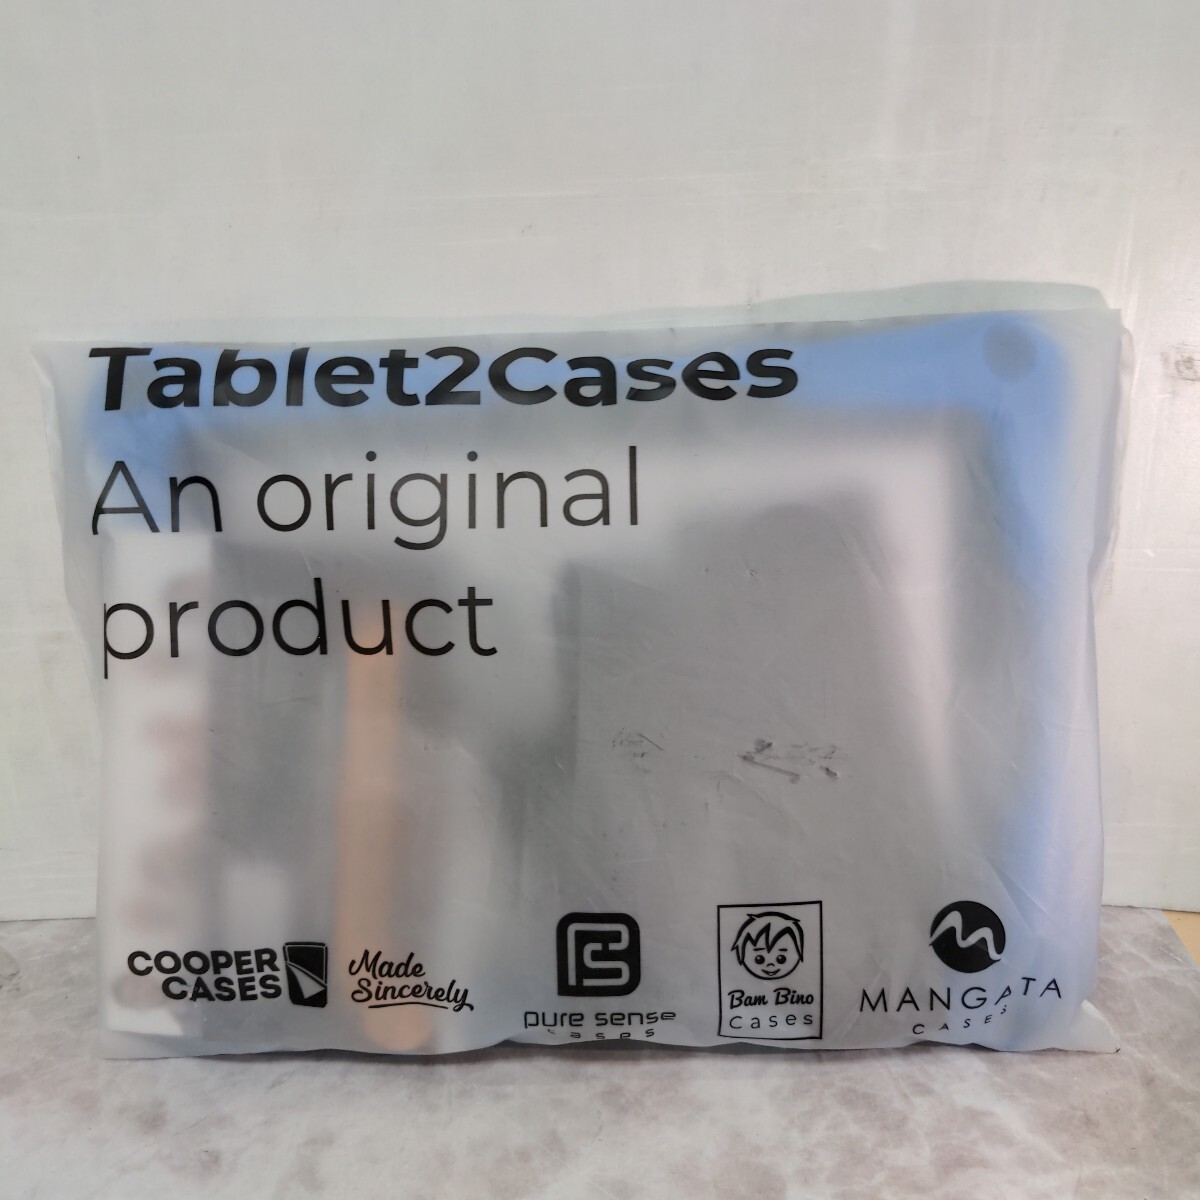 Tablet2Cases
An original
product
COOPER
CASES
Made
Sincerely
pure sense
cases
Bam Bino
Cases
MANGATA
CASES